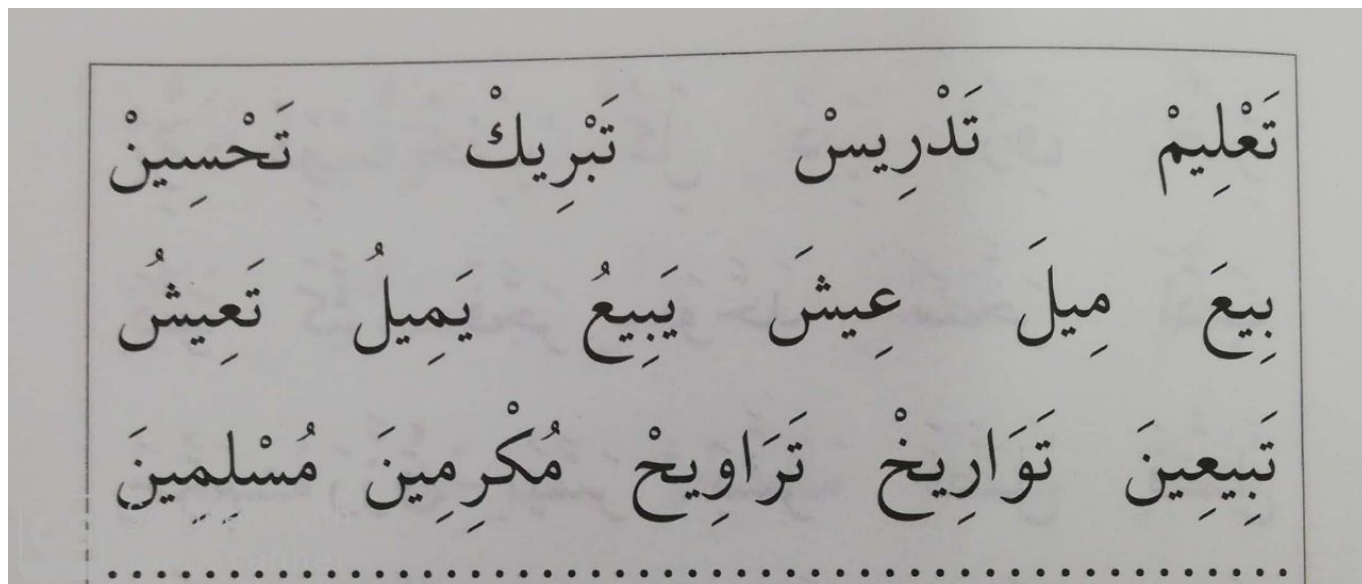 تَعْلِيمْ تَدْرِيسْ تَبْرِيكْ تَحْسِينْ
بِيعَ مِيلَ عِيشَ يَبِيعُ يَمِيلُ تَعِيشُ
تَبِيعِينَ تَوَارِيخْ تَرَاوِيحْ مُكْرِمِينَ مُسْلِمِينَ